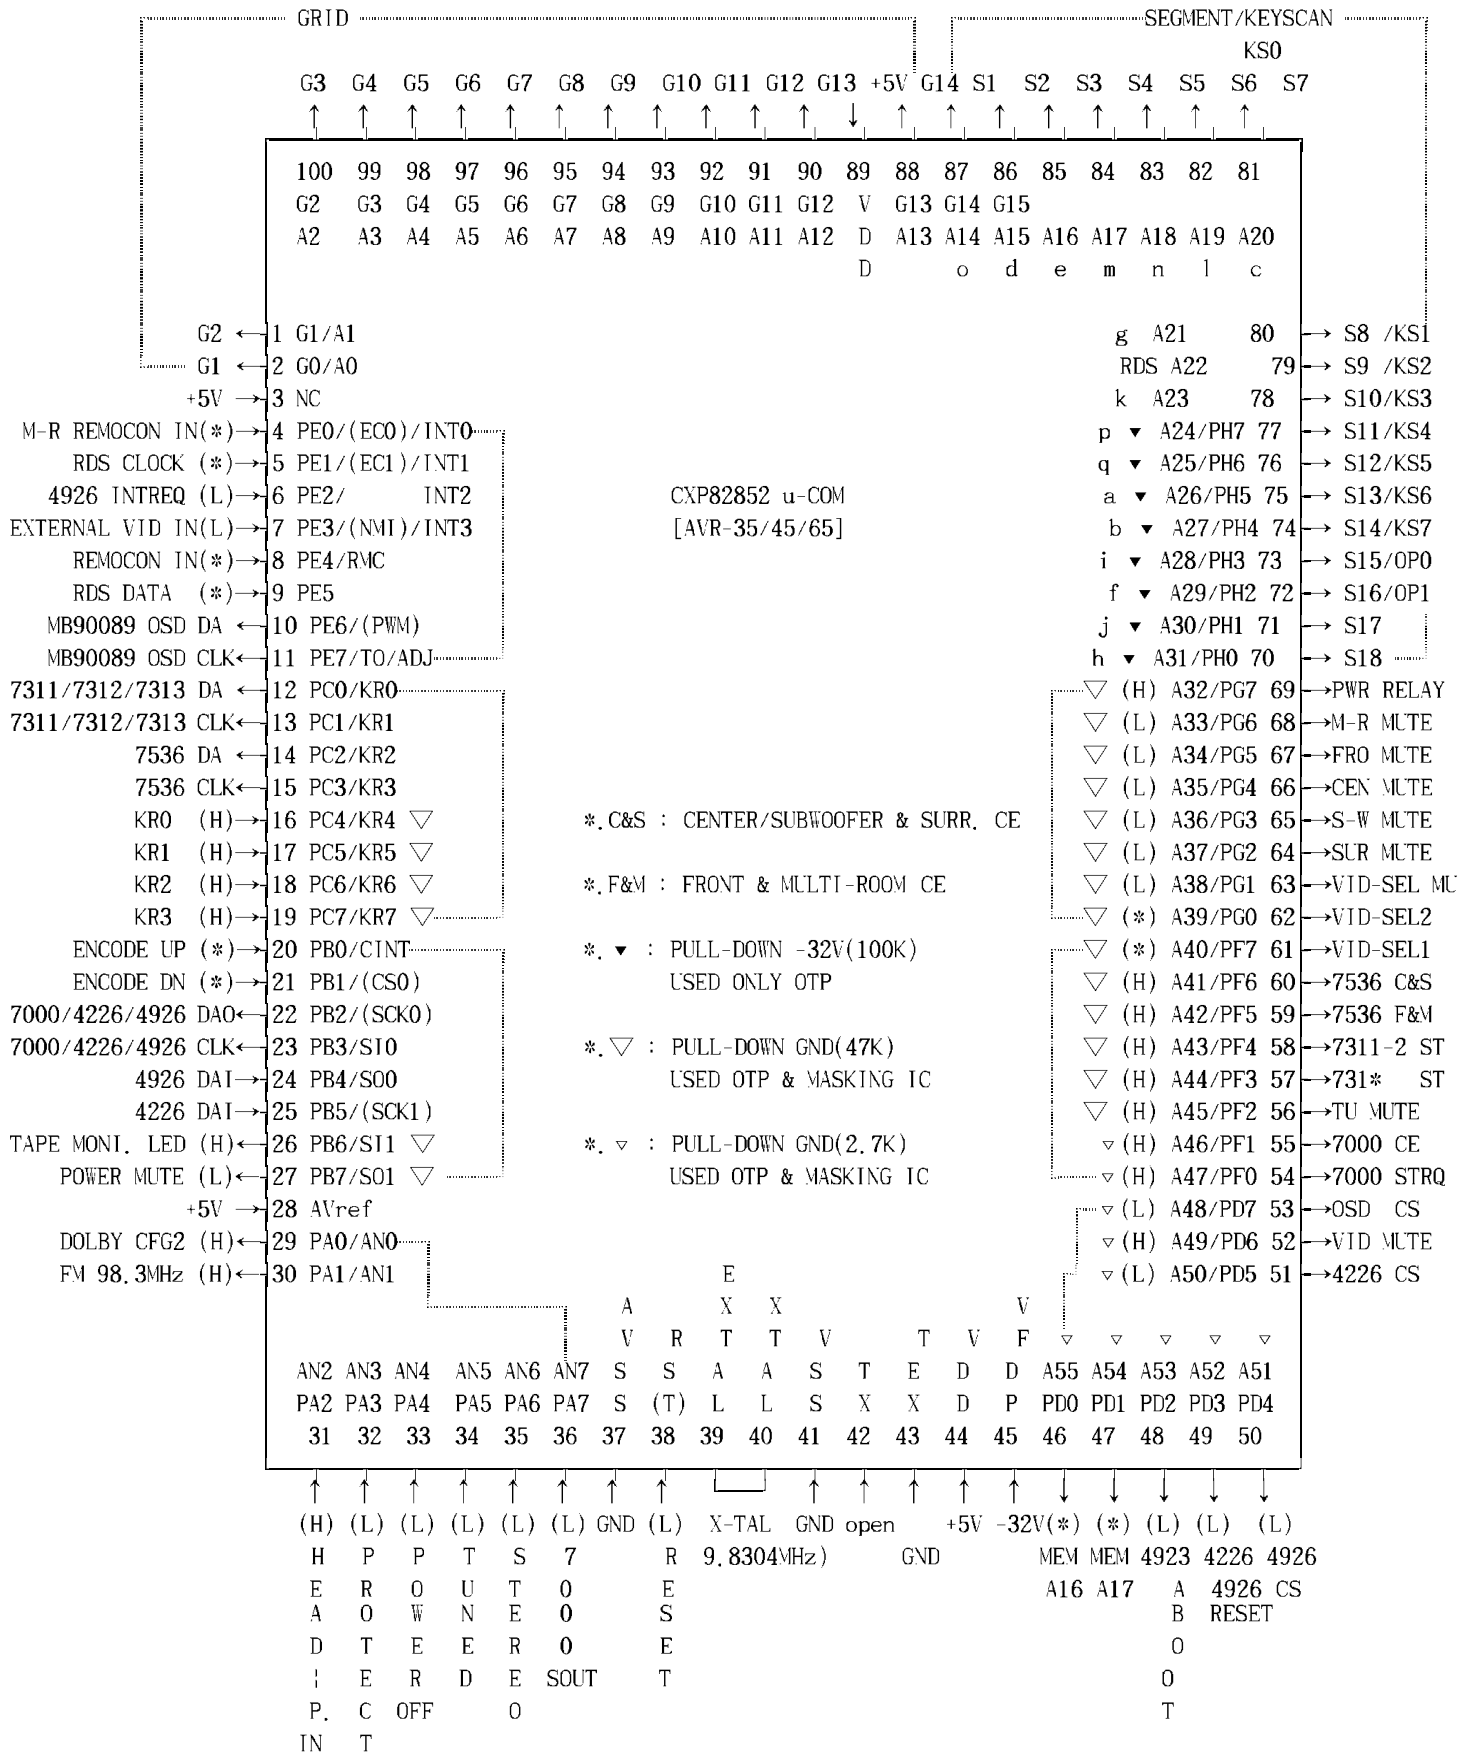 GRID SEGMENT/KEYSCAN
KS0
G3 G4 G5 G6 G7 G8 G9 G10 G11 G12 G13 +5V G14 S1 S2 S3 S4 S5 S6 S7
↑ ↑ ↑ ↑ ↑ ↑ ↑ ↑ ↑ ↑ ↑ ↓ ↑ ↑ ↑ ↑ ↑ ↑ ↑ ↑
100 99 98 97 96 95 94 93 92 91 90 89 88 87 86 85 84 83 82 81
G2 G3 G4 G5 G6 G7 G8 G9 G10 G11 G12 V G13 G14 G15
A2 A3 A4 A5 A6 A7 A8 A9 A10 A11 A12 D A13 A14 A15 A16 A17 A18 A19 A20
D o d e m n l c
G2 ← 1 G1/A1 g A21 80 → S8 /KS1
G1 ← 2 G0/A0 RDS A22 79 → S9 /KS2
+5V → 3 NC k A23 78 → S10/KS3
M-R REMOCON IN(*)→ 4 PE0/(EC0)/INT0 p ▼ A24/PH7 77 → S11/KS4
RDS CLOCK (*)→ 5 PE1/(EC1)/INT1 q ▼ A25/PH6 76 → S12/KS5
4926 INTREQ (L)→ 6 PE2/ INT2 CXP82852 u-COM a ▼ A26/PH5 75 → S13/KS6
EXTERNAL VID IN(L)→ 7 PE3/(NMI)/INT3 [AVR-35/45/65] b ▼ A27/PH4 74 → S14/KS7
REMOCON IN(*)→ 8 PE4/RMC i ▼ A28/PH3 73 → S15/OP0
RDS DATA (*)→ 9 PE5 f ▼ A29/PH2 72 → S16/OP1
MB90089 OSD DA ← 10 PE6/(PWM) j ▼ A30/PH1 71 → S17
MB90089 OSD CLK← 11 PE7/TO/ADJ h ▼ A31/PH0 70 → S18
7311/7312/7313 DA ← 12 PC0/KR0 ▽ (H) A32/PG7 69 →PWR RELAY
7311/7312/7313 CLK← 13 PC1/KR1 ▽ (L) A33/PG6 68 →M-R MUTE
7536 DA ← 14 PC2/KR2 ▽ (L) A34/PG5 67 →FRO MUTE
7536 CLK← 15 PC3/KR3 ▽ (L) A35/PG4 66 →CEN MUTE
KR0 (H)→ 16 PC4/KR4 ▽ *.C&S : CENTER/SUBWOOFER & SURR. CE ▽ (L) A36/PG3 65 →S-W MUTE
KR1 (H)→ 17 PC5/KR5 ▽ ▽ (L) A37/PG2 64 →SUR MUTE
KR2 (H)→ 18 PC6/KR6 ▽ *.F&M : FRONT & MULTI-ROOM CE ▽ (L) A38/PG1 63 →VID-SEL MU
KR3 (H)→ 19 PC7/KR7 ▽ ▽ (*) A39/PG0 62 →VID-SEL2
ENCODE UP (*)→ 20 PB0/CINT *. ▼ : PULL-DOWN -32V(100K) ▽ (*) A40/PF7 61 →VID-SEL1
ENCODE DN (*)→ 21 PB1/(CS0) USED ONLY OTP ▽ (H) A41/PF6 60 →7536 C&S
7000/4226/4926 DAO← 22 PB2/(SCK0) ▽ (H) A42/PF5 59 →7536 F&M
7000/4226/4926 CLK← 23 PB3/SI0 *. ▽ : PULL-DOWN GND(47K) ▽ (H) A43/PF4 58 →7311-2 ST
4926 DAI→ 24 PB4/SO0 USED OTP & MASKING IC ▽ (H) A44/PF3 57 →731* ST
4226 DAI→ 25 PB5/(SCK1) ▽ (H) A45/PF2 56 →TU MUTE
TAPE MONI. LED (H)← 26 PB6/SI1 ▽ *. ▽ : PULL-DOWN GND(2.7K) ▽ (H) A46/PF1 55 →7000 CE
POWER MUTE (L)← 27 PB7/SO1 ▽ USED OTP & MASKING IC ▽ (H) A47/PF0 54 →7000 STRQ
+5V → 28 AVref ▽ (L) A48/PD7 53 →OSD CS
DOLBY CFG2 (H)← 29 PA0/AN0 ▽ (H) A49/PD6 52 →VID MUTE
FM 98.3MHz (H)← 30 PA1/AN1 E ▽ (L) A50/PD5 51 →4226 CS
A X X V
V R T T V T V F ▽ ▽ ▽ ▽ ▽
AN2 AN3 AN4 AN5 AN6 AN7 S S A A S T E D D A55 A54 A53 A52 A51
PA2 PA3 PA4 PA5 PA6 PA7 S (T) L L S X X D P PD0 PD1 PD2 PD3 PD4
31 32 33 34 35 36 37 38 39 40 41 42 43 44 45 46 47 48 49 50
↑ ↑ ↑ ↑ ↑ ↑ ↑ ↑ ↑ ↑ ↑ ↑ ↑ ↓ ↓ ↓ ↓ ↓
(H) (L) (L) (L) (L) (L) GND (L) X-TAL GND open +5V -32V(*) (*) (L) (L) (L)
H P P T S 7 R 9.8304MHz) GND MEM MEM 4923 4226 4926
E R O U T 0 E A16 A17 A 4926 CS
A O W N E 0 S B RESET
D T E E R 0 E O
¦ E R D E SOUT T O
P. C OFF O T
IN T